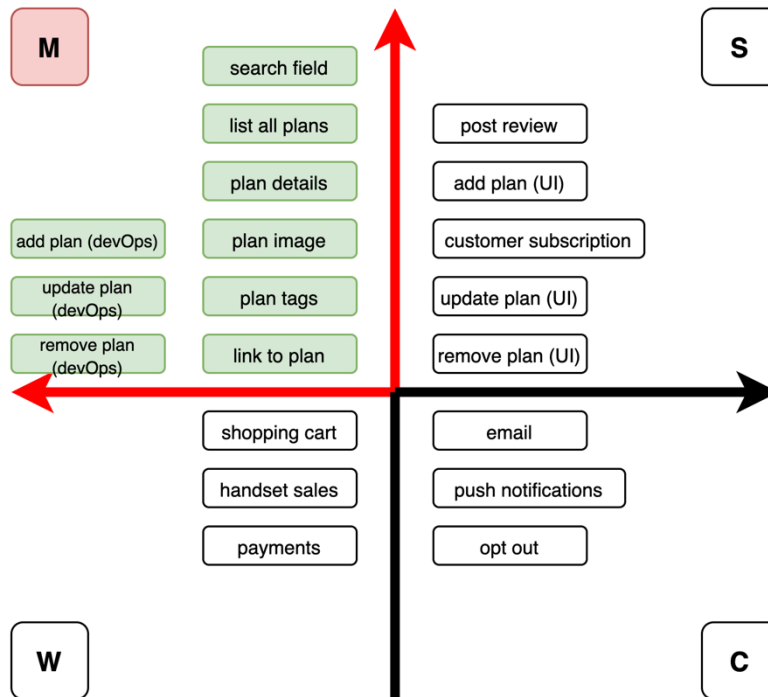 M
S
search field
list all plans
post review
plan details
add plan (UI)
add plan (devOps)
plan image
customer subscription
update plan
(devOps)
plan tags
update plan (UI)
remove plan
(devOps)
link to plan
remove plan (UI)
shopping cart
email
handset sales
push notifications
payments
opt out
W
C